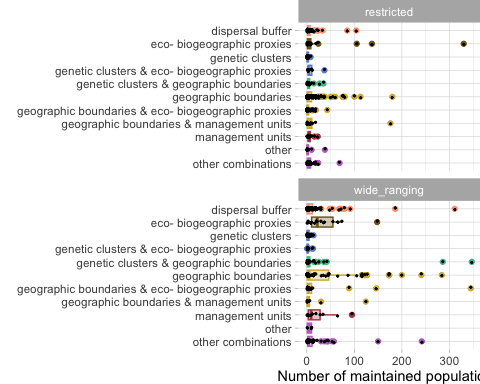 restricted
dispersal buffer
eco- biogeographic proxies
genetic clusters
genetic clusters & eco- biogeographic proxies
genetic clusters & geographic boundaries
geographic boundaries
geographic boundaries & eco- biogeographic proxies
geographic boundaries & management units
management units
other
other combinations
wide_ranging
dispersal buffer
eco- biogeographic proxies
genetic clusters
genetic clusters & eco- biogeographic proxies
genetic clusters & geographic boundaries
geographic boundaries
geographic boundaries & eco- biogeographic proxies
geographic boundaries & management units
management units
other
other combinations
0 100 200 300
Number of maintained populatio